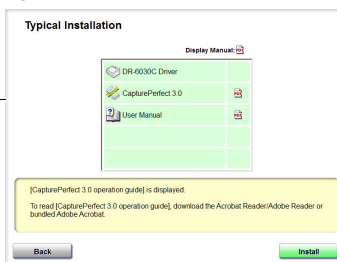 Typical Installation
Display Manual:
DR-6030C Driver
CapturePerfect 3.0
User Manual
[CapturePerfect 3.0 operation guide] is displayed.
To read [CapturePerfect 3.0 operation guide], download the Acrobat Reader/Adobe Reader or
bundled Adobe Acrobat.
Back
Install